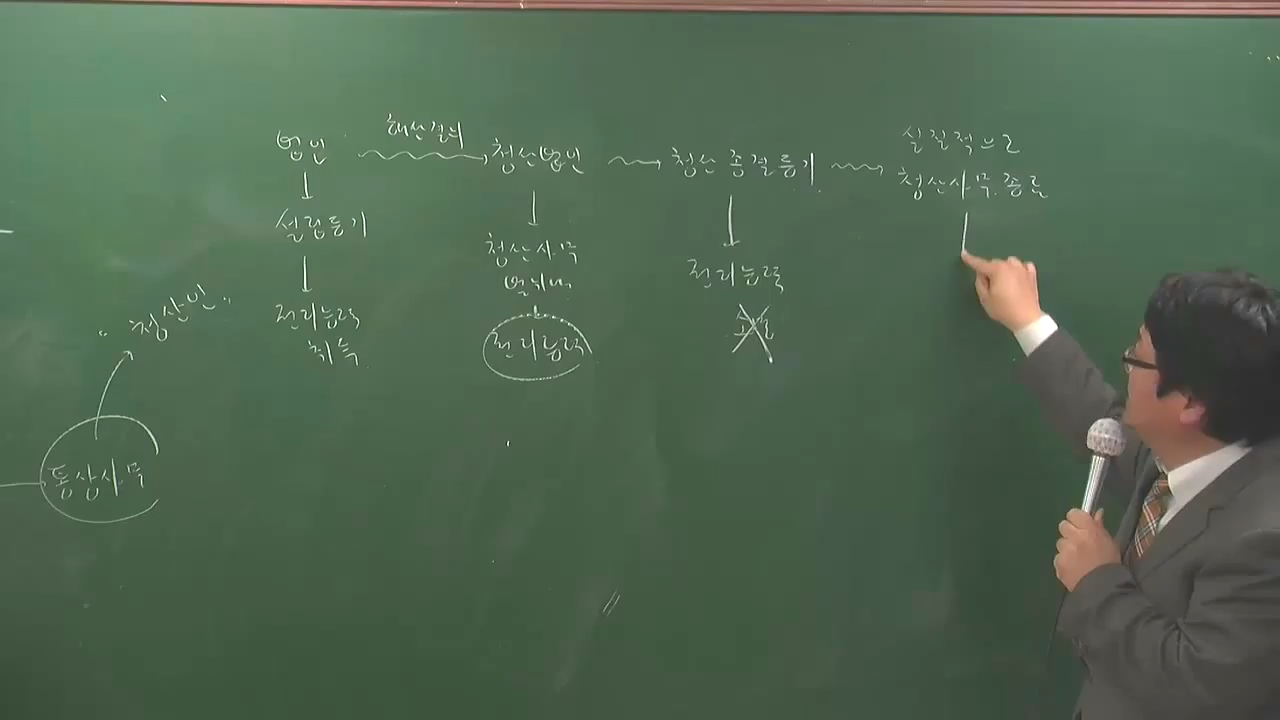 법인
↓
설립등기
↓
권리능력
취득
해산결의
청산법인
↓
청산사무
범위내
권리능력
청산 종결등기
↓
권리능력
소멸
실질적으로
청산사무 종료
"청산인"
통상사무